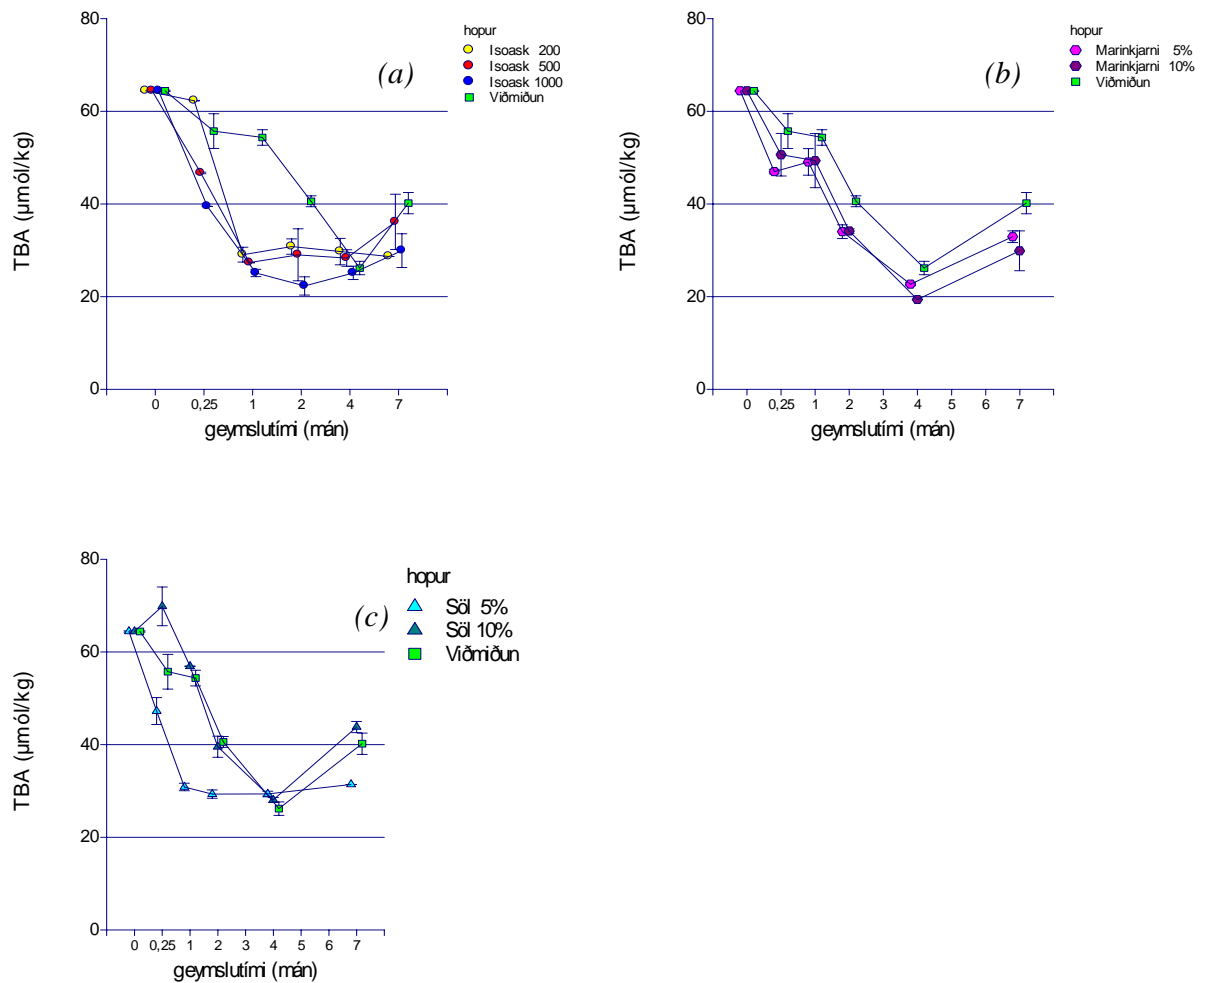 80
60
40
20
0
TBA (µmól/kg)
0 0,25 1 2 4 7
geymslutími (mán)
(a)
hopur
Isoask 200
Isoask 500
Isoask 1000
Viðmiðun
80
60
40
20
0
TBA (µmól/kg)
0 0,25 1 2 3 4 5 6 7
geymslutími (mán)
(b)
hopur
Marinkjarni 5%
Marinkjarni 10%
Viðmiðun
80
60
40
20
0
TBA (µmól/kg)
0 0,25 1 2 3 4 5 6 7
geymslutími (mán)
(c)
hopur
Söl 5%
Söl 10%
Viðmiðun